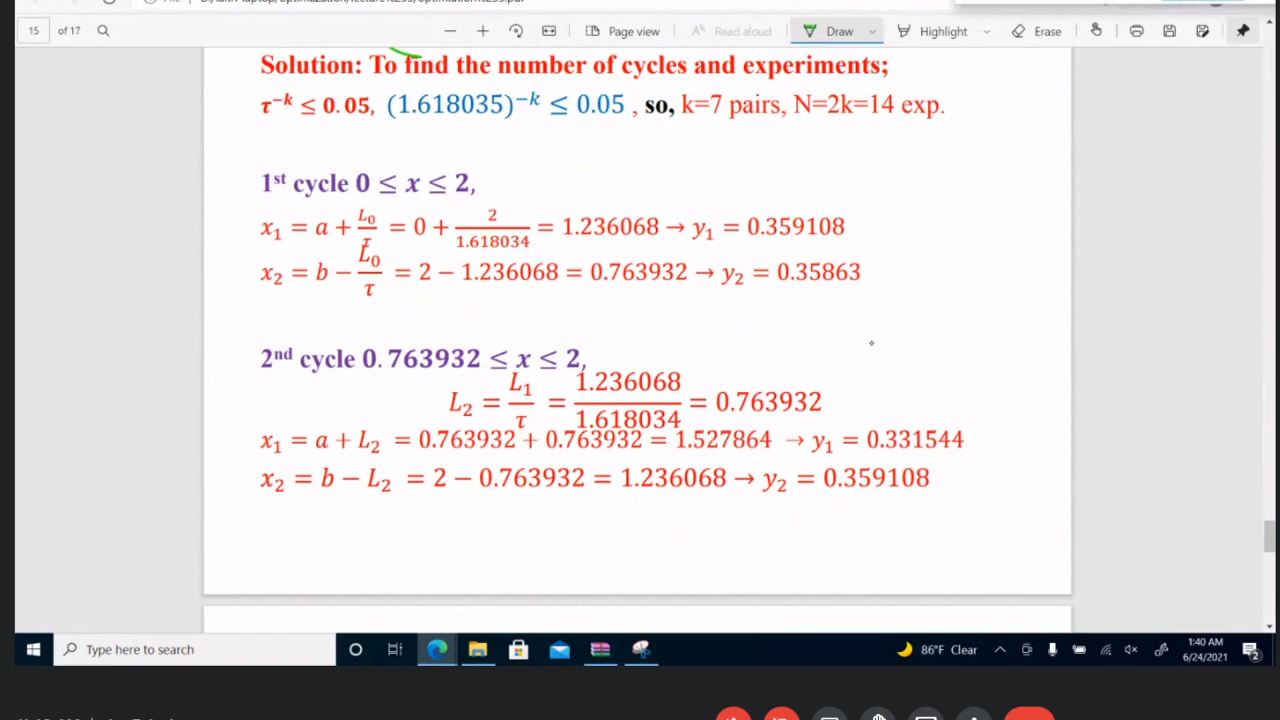 15 of 17 Page view Read aloud Draw Highlight Erase
Solution: To find the number of cycles and experiments;
τ⁻ᵏ ≤ 0.05, (1.618035)⁻ᵏ ≤ 0.05 , so, k=7 pairs, N=2k=14 exp.
1ˢᵗ cycle 0 ≤ x ≤ 2,
x₁ = a + L₀/τ = 0 + 2/1.618034 = 1.236068 → y₁ = 0.359108
x₂ = b − L₀/τ = 2 − 1.236068 = 0.763932 → y₂ = 0.35863
2ⁿᵈ cycle 0.763932 ≤ x ≤ 2,
L₂ = L₁/τ = 1.236068/1.618034 = 0.763932
x₁ = a + L₂ = 0.763932 + 0.763932 = 1.527864 → y₁ = 0.331544
x₂ = b − L₂ = 2 − 0.763932 = 1.236068 → y₂ = 0.359108
Type here to search 86°F Clear 1:40 AM
6/24/2021 2